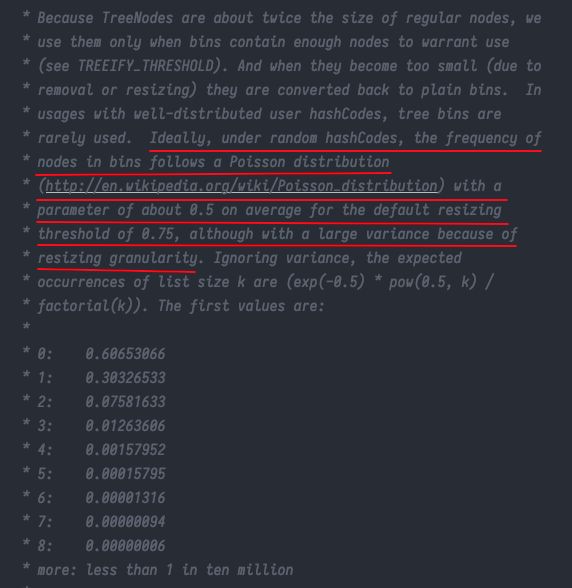 * Because TreeNodes are about twice the size of regular nodes, we
* use them only when bins contain enough nodes to warrant use
* (see TREEIFY_THRESHOLD). And when they become too small (due to
* removal or resizing) they are converted back to plain bins.  In
* usages with well-distributed user hashCodes, tree bins are
* rarely used.  Ideally, under random hashCodes, the frequency of
* nodes in bins follows a Poisson distribution
* (http://en.wikipedia.org/wiki/Poisson_distribution) with a
* parameter of about 0.5 on average for the default resizing
* threshold of 0.75, although with a large variance because of
* resizing granularity. Ignoring variance, the expected
* occurrences of list size k are (exp(-0.5) * pow(0.5, k) /
* factorial(k)). The first values are:
*
* 0:    0.60653066
* 1:    0.30326533
* 2:    0.07581633
* 3:    0.01263606
* 4:    0.00157952
* 5:    0.00015795
* 6:    0.00001316
* 7:    0.00000094
* 8:    0.00000006
* more: less than 1 in ten million
*